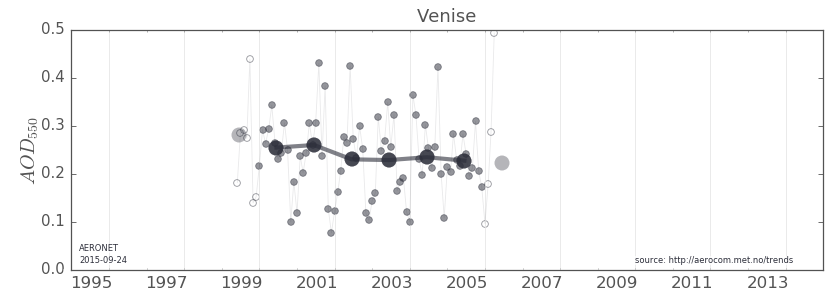 Venise
0.5
0.4
0.3
0.2
0.1
0.0
AOD550
AERONET
2015-09-24
source: http://aerocom.met.no/trends
1995 1997 1999 2001 2003 2005 2007 2009 2011 2013